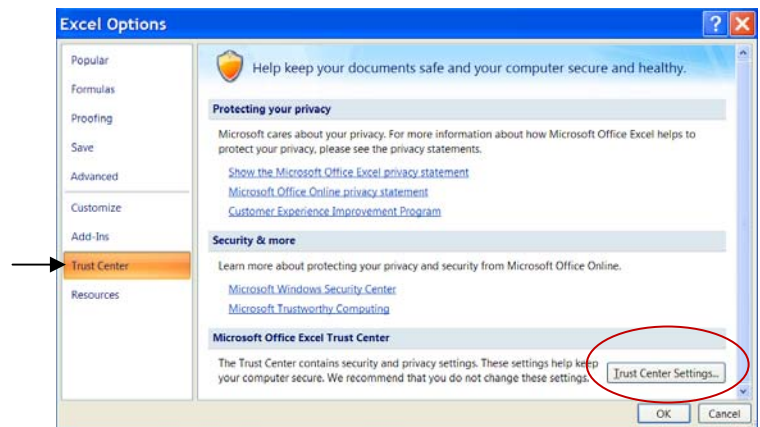 Excel Options
Popular
Formulas
Proofing
Save
Advanced
Customize
Add-Ins
Trust Center
Resources
Help keep your documents safe and your computer secure and healthy.
Protecting your privacy
Microsoft cares about your privacy. For more information about how Microsoft Office Excel helps to
protect your privacy, please see the privacy statements.
Show the Microsoft Office Excel privacy statement
Microsoft Office Online privacy statement
Customer Experience Improvement Program
Security & more
Learn more about protecting your privacy and security from Microsoft Office Online.
Microsoft Windows Security Center
Microsoft Trustworthy Computing
Microsoft Office Excel Trust Center
The Trust Center contains security and privacy settings. These settings help keep
your computer secure. We recommend that you do not change these settings.
Trust Center Settings...
OK
Cancel